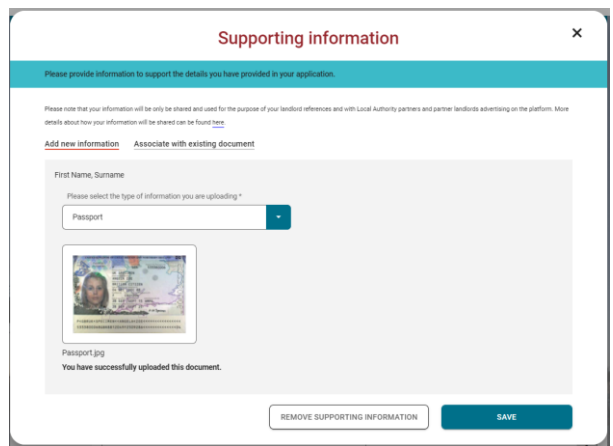 Supporting information
×
Please provide information to support the details you have provided in your application.
Please note that your information will be only be shared and used for the purpose of your landlord references and with Local Authority partners and partner landlords advertising on the platform. More
details about how your information will be shared can be found here.
Add new information Associate with existing document
First Name, Surname
Please select the type of information you are uploading *
Passport
Passport.jpg
You have successfully uploaded this document.
REMOVE SUPPORTING INFORMATION SAVE